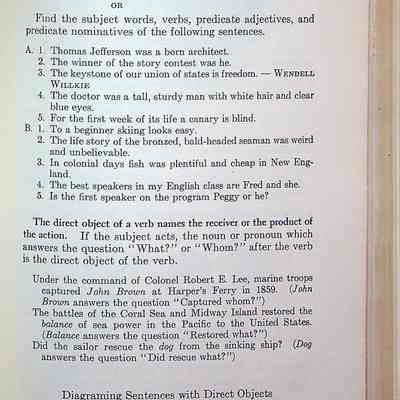 OR
Find the subject words, verbs, predicate adjectives, and
predicate nominatives of the following sentences.
A. 1. Thomas Jefferson was a born architect.
2. The winner of the story contest was he.
3. The keystone of our union of states is freedom. — WENDELL
WILLKIE
4. The doctor was a tall, sturdy man with white hair and clear
blue eyes.
5. For the first week of its life a canary is blind.
B. 1. To a beginner skiing looks easy.
2. The life story of the bronzed, bald-headed seaman was weird
and unbelievable.
3. In colonial days fish was plentiful and cheap in New Eng-
land.
4. The best speakers in my English class are Fred and she.
5. Is the first speaker on the program Peggy or he?
The direct object of a verb names the receiver or the product of
the action. If the subject acts, the noun or pronoun which
answers the question "What?" or "Whom?" after the verb
is the direct object of the verb.
Under the command of Colonel Robert E. Lee, marine troops
captured John Brown at Harper's Ferry in 1859. (John
Brown answers the question "Captured whom?")
The battles of the Coral Sea and Midway Island restored the
balance of sea power in the Pacific to the United States.
(Balance answers the question "Restored what?")
Did the sailor rescue the dog from the sinking ship? (Dog
answers the question "Did rescue what?")
Diagraming Sentences with Direct Objects